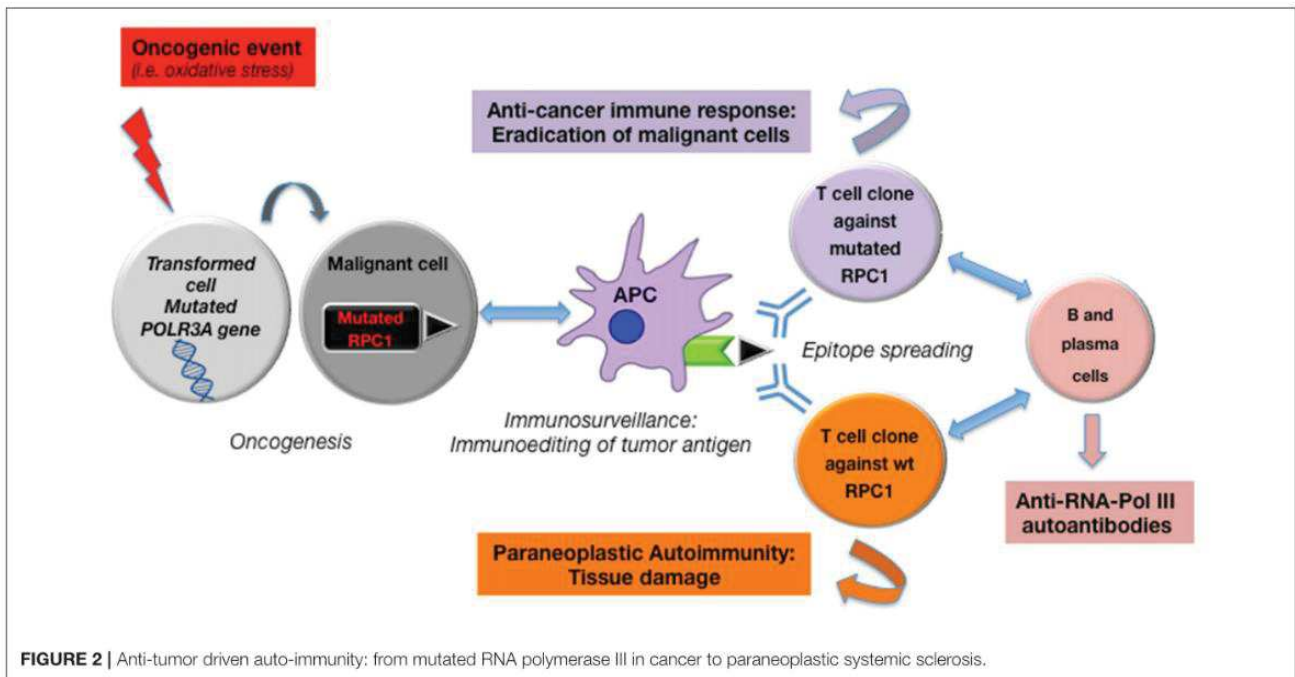 Oncogenic event
(i.e. oxidative stress)
Anti-cancer immune response:
Eradication of malignant cells
T cell clone
against
mutated
RPC1
Transformed
cell
Mutated
POLR3A gene
Malignant cell
Mutated
RPC1
APC
Epitope spreading
B and
plasma
cells
Oncogenesis
Immunosurveillance:
Immunoediting of tumor antigen
T cell clone
against wt
RPC1
Anti-RNA-Pol III
autoantibodies
Paraneoplastic Autoimmunity:
Tissue damage
FIGURE 2 | Anti-tumor driven auto-immunity: from mutated RNA polymerase III in cancer to paraneoplastic systemic sclerosis.